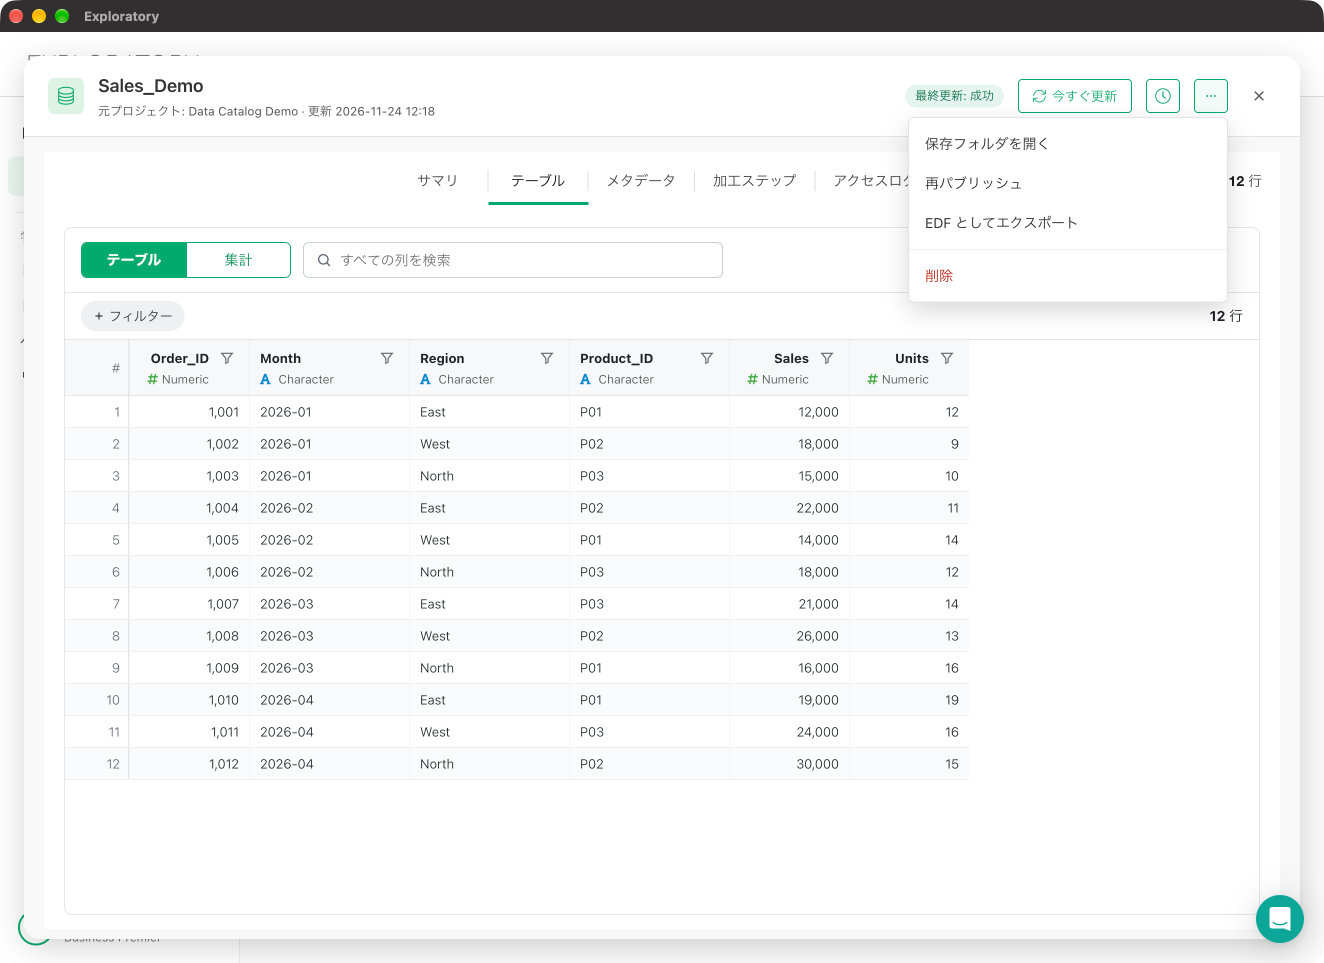 Exploratory
Sales_Demo
元プロジェクト: Data Catalog Demo · 更新 2026-11-24 12:18
最終更新: 成功
今すぐ更新
保存フォルダを開く
再パブリッシュ
EDF としてエクスポート
削除
サマリ テーブル メタデータ 加工ステップ アクセスログ 12 行
テーブル 集計 すべての列を検索
+ フィルター 12 行
# Order_ID Month Region Product_ID Sales Units
# Numeric A Character A Character A Character # Numeric # Numeric
1 1,001 2026-01 East P01 12,000 12
2 1,002 2026-01 West P02 18,000 9
3 1,003 2026-01 North P03 15,000 10
4 1,004 2026-02 East P02 22,000 11
5 1,005 2026-02 West P01 14,000 14
6 1,006 2026-02 North P03 18,000 12
7 1,007 2026-03 East P03 21,000 14
8 1,008 2026-03 West P02 26,000 13
9 1,009 2026-03 North P01 16,000 16
10 1,010 2026-04 East P01 19,000 19
11 1,011 2026-04 West P03 24,000 16
12 1,012 2026-04 North P02 30,000 15
Business Premier